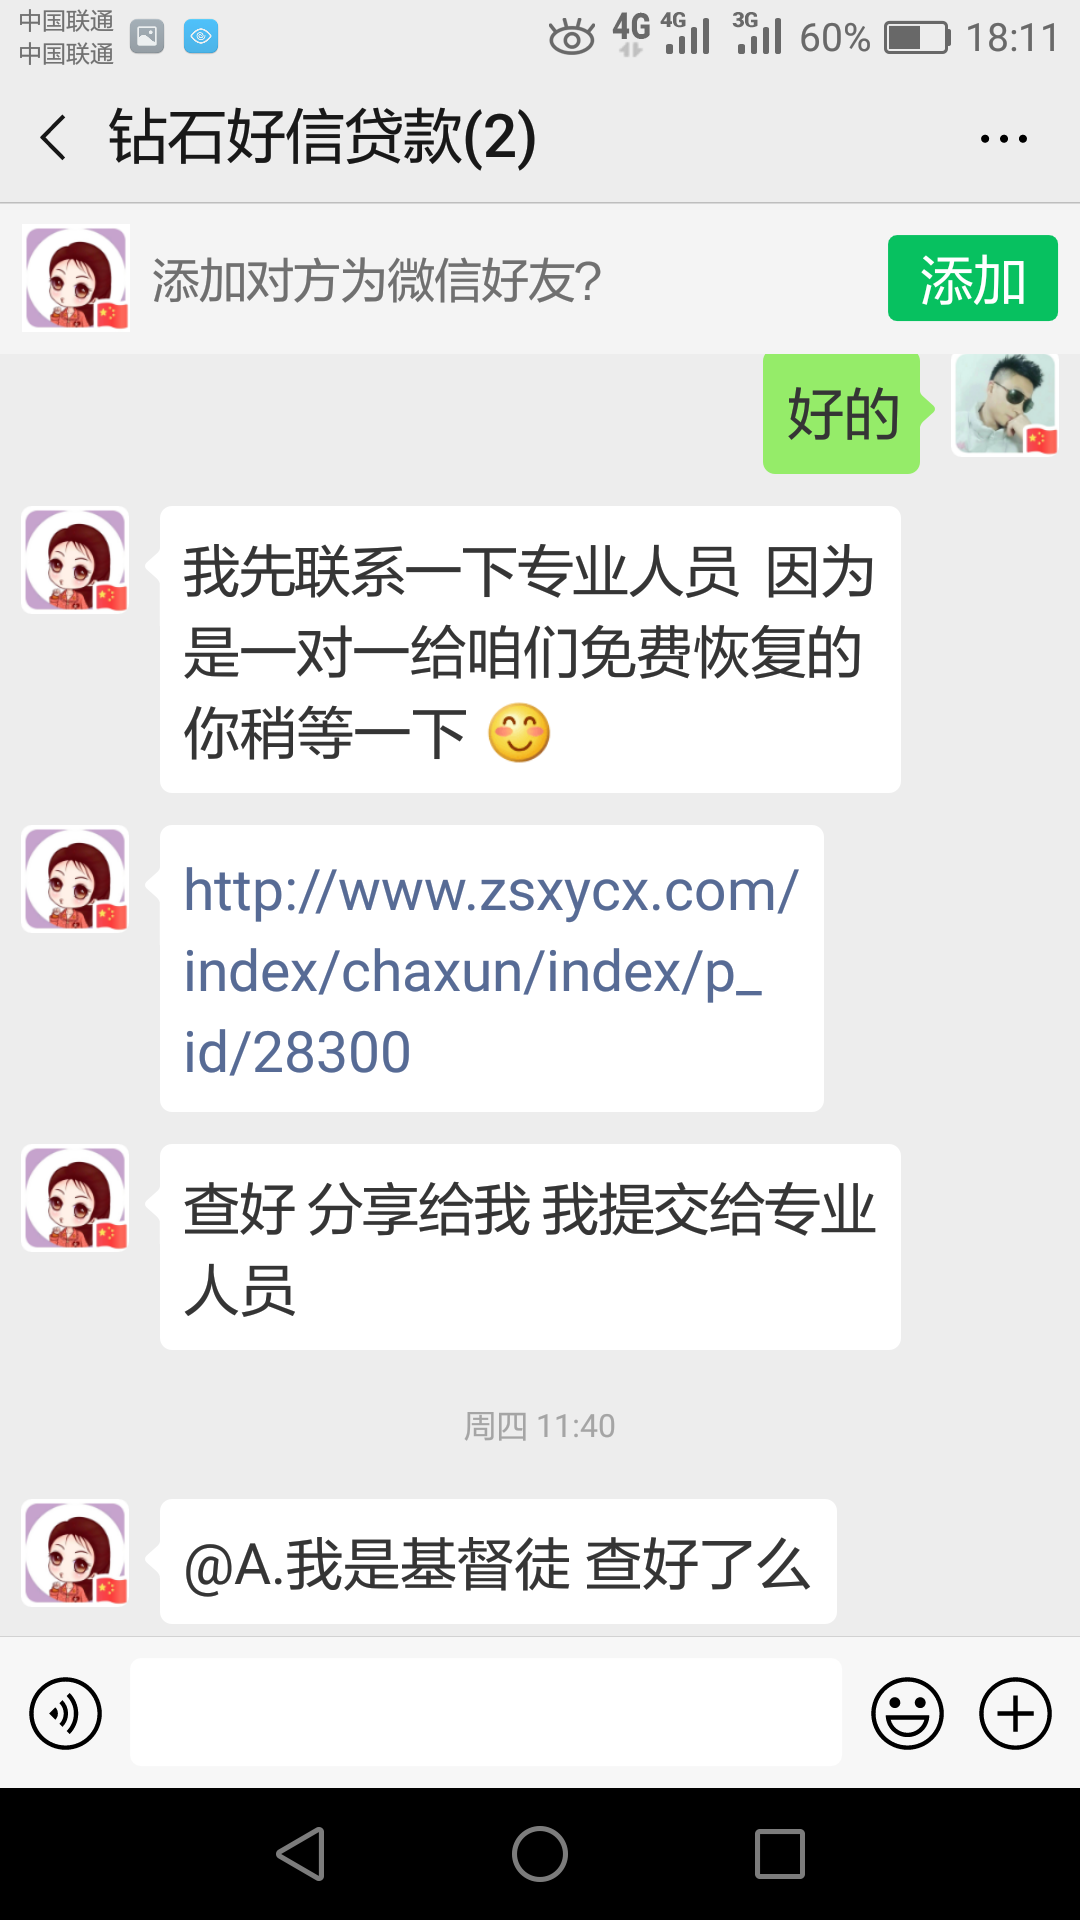 中国联通
中国联通
4G 4G 3G 60% 18:11
钻石好信贷款(2)
添加对方为微信好友?
添加
好的
我先联系一下专业人员 因为
是一对一给咱们免费恢复的
你稍等一下
http://www.zsxycx.com/
index/chaxun/index/p_
id/28300
查好 分享给我 我提交给专业
人员
周四 11:40
@A.我是基督徒 查好了么